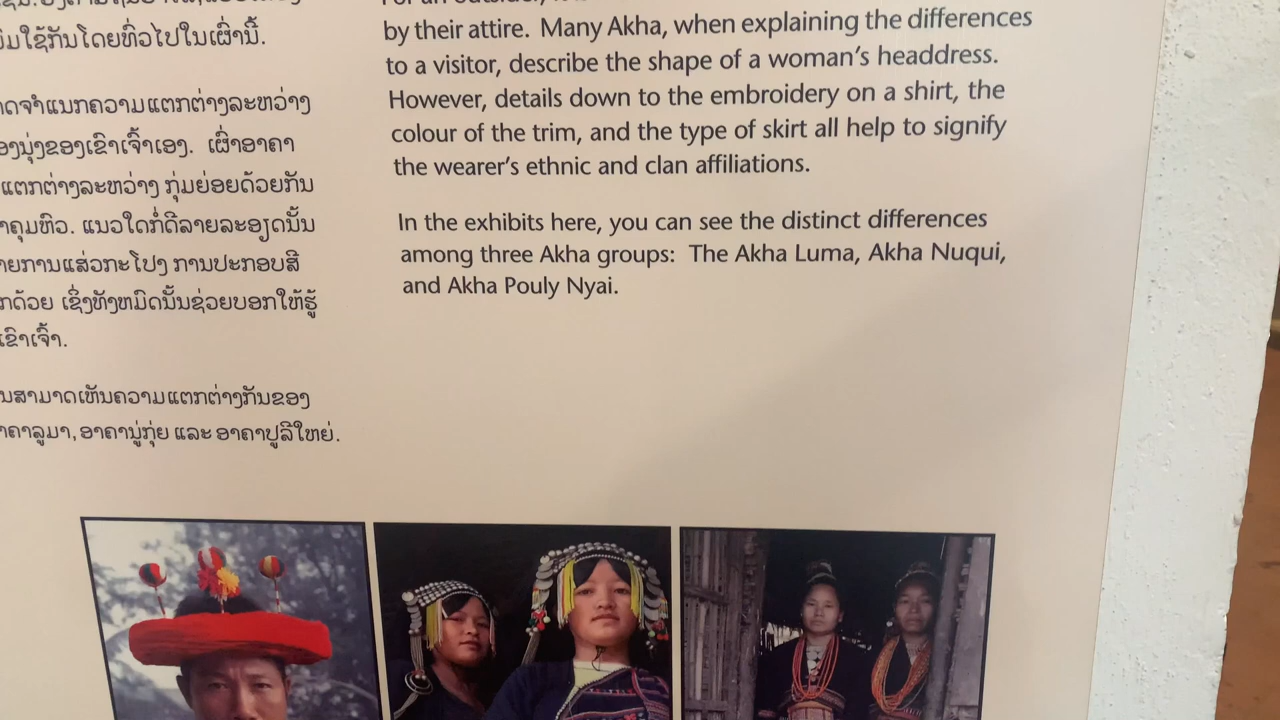 ມໃຊ້ກັນໂດຍທົ່ວໄປໃນເຜົ່ານີ້.
ດຈຳແນກຄວາມແຕກຕ່າງລະຫວ່າງ
ອງນຸ່ງຂອງເຂົາເຈົ້າເອງ. ເຜົ່າອາຄາ
ແຕກຕ່າງລະຫວ່າງ ກຸ່ມຍ່ອຍດ້ວຍກັນ
າຄຸມຫົວ. ແນວໃດກໍ່ດີລາຍລະອຽດນັ້ນ
າຍການແສ່ວກະໂປງ ການປະກອບສີ
ກດ້ວຍ ເຊິ່ງທັງຫມົດນັ້ນຊ່ວຍບອກໃຫ້ຮູ້
ເຂົາເຈົ້າ.
ນສາມາດເຫັນຄວາມແຕກຕ່າງກັນຂອງ
າຄາລູມາ, ອາຄານູ່ກຸ່ຍ ແລະ ອາຄາປູລີໃຫຍ່.
by their attire. Many Akha, when explaining the differences
to a visitor, describe the shape of a woman's headdress.
However, details down to the embroidery on a shirt, the
colour of the trim, and the type of skirt all help to signify
the wearer's ethnic and clan affiliations.
In the exhibits here, you can see the distinct differences
among three Akha groups: The Akha Luma, Akha Nuqui,
and Akha Pouly Nyai.